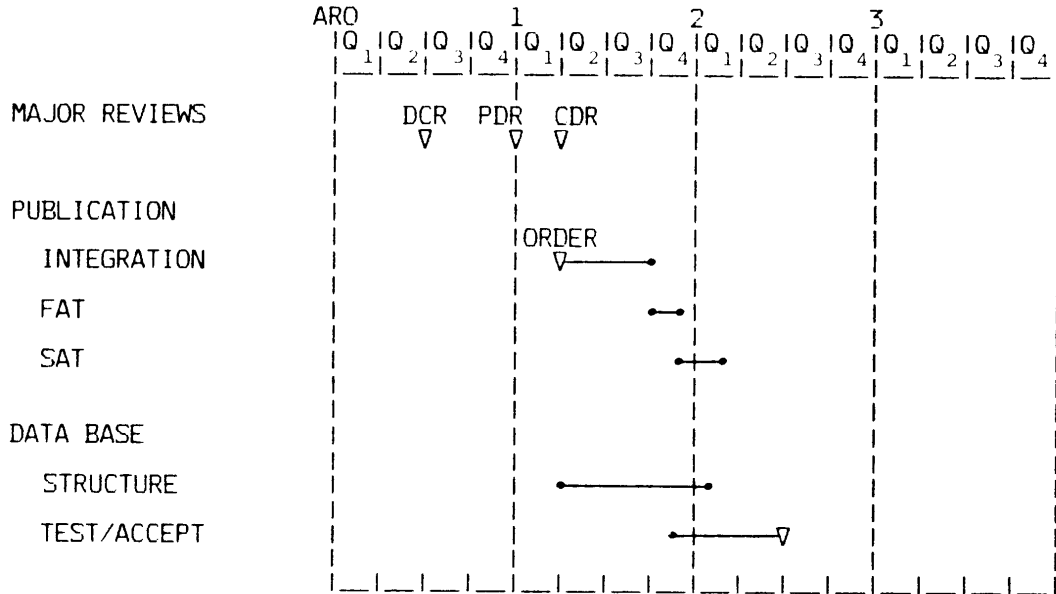 ARO 1 2 3
|Q1 |Q2 |Q3 |Q4 |Q1 |Q2 |Q3 |Q4 |Q1 |Q2 |Q3 |Q4 |Q1 |Q2 |Q3 |Q4
MAJOR REVIEWS DCR PDR CDR
PUBLICATION
ORDER
INTEGRATION
FAT
SAT
DATA BASE
STRUCTURE
TEST/ACCEPT